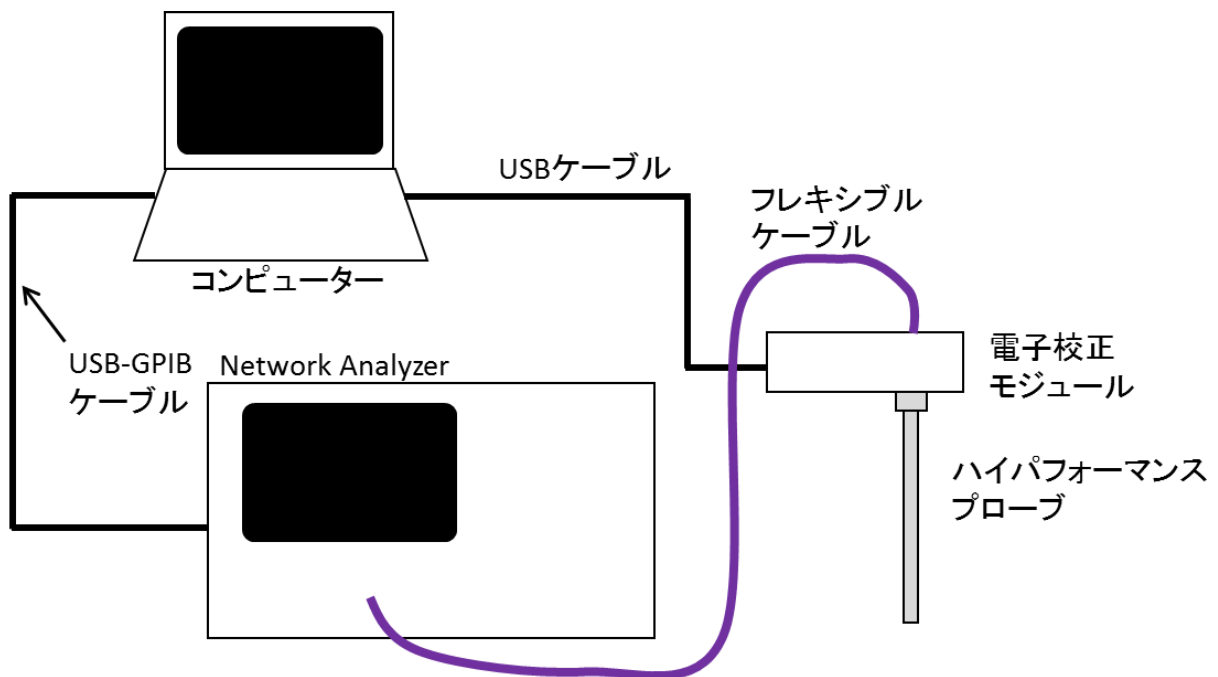 USBケーブル
フレキシブル
ケーブル
コンピューター
USB-GPIB
ケーブル
Network Analyzer
電子校正
モジュール
ハイパフォーマンス
プローブ